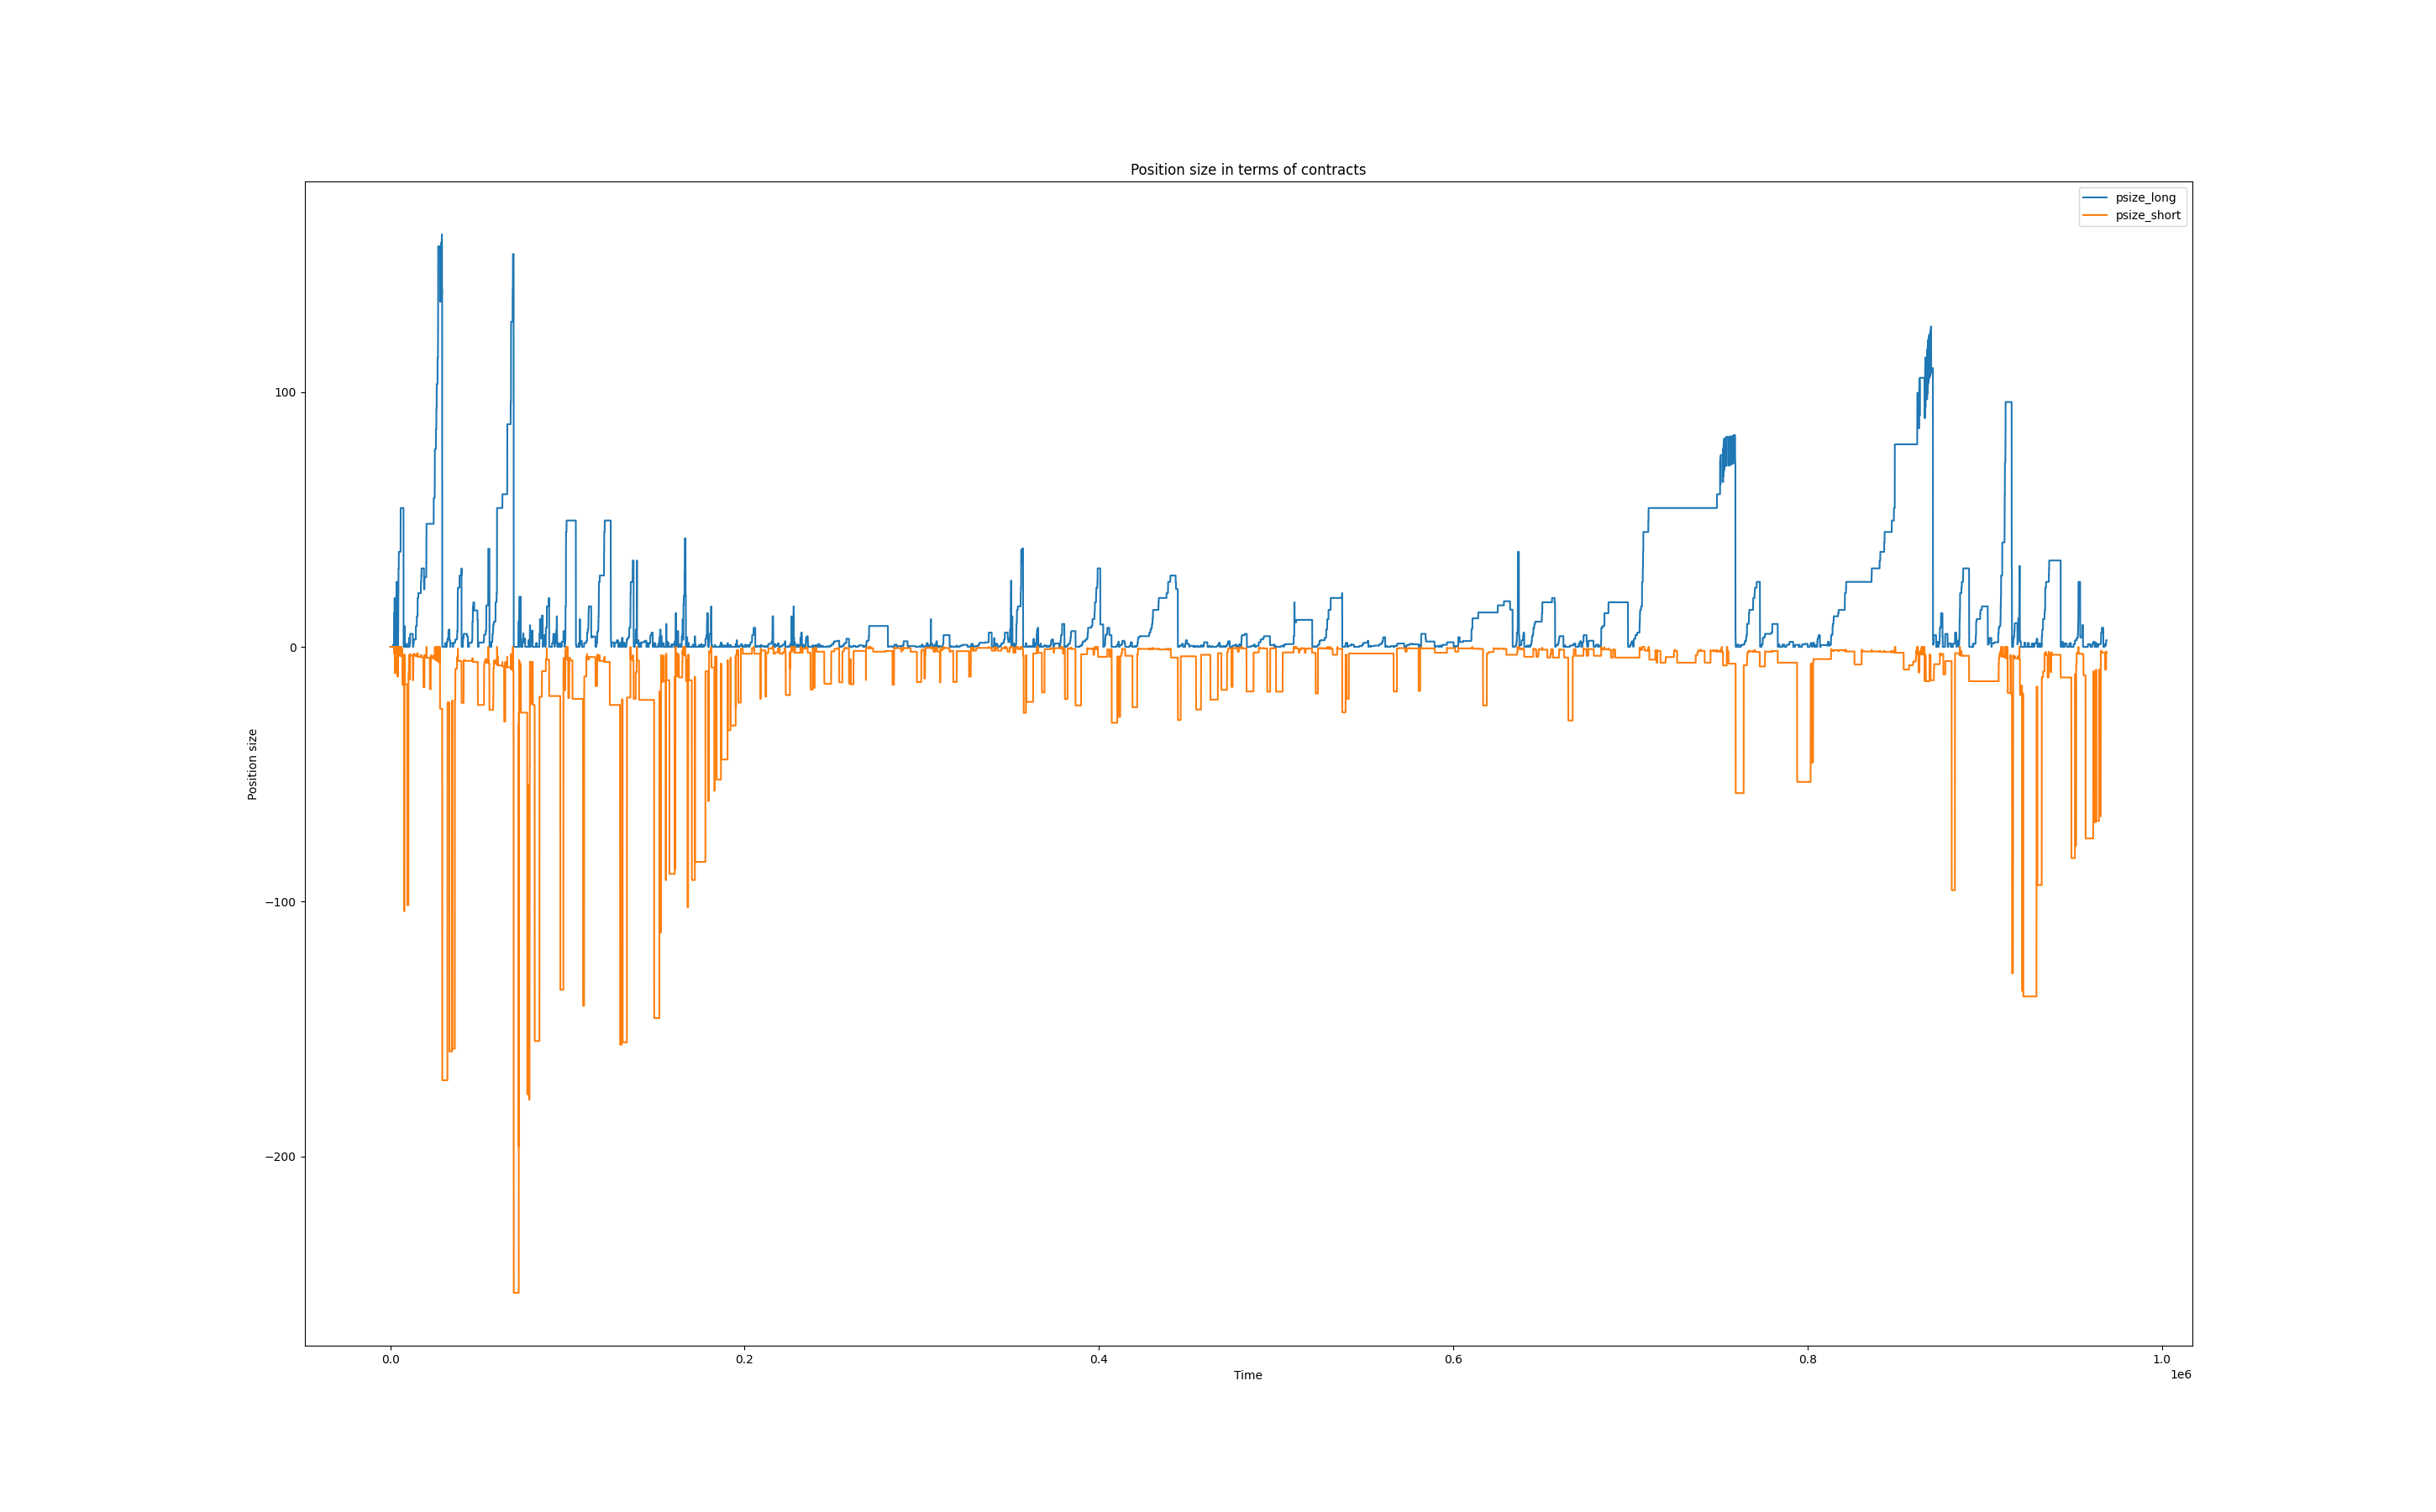 Position size in terms of contracts
psize_long
psize_short
100
0
−100
−200
Position size
0.0
0.2
0.4
0.6
0.8
1.0
1e6
Time